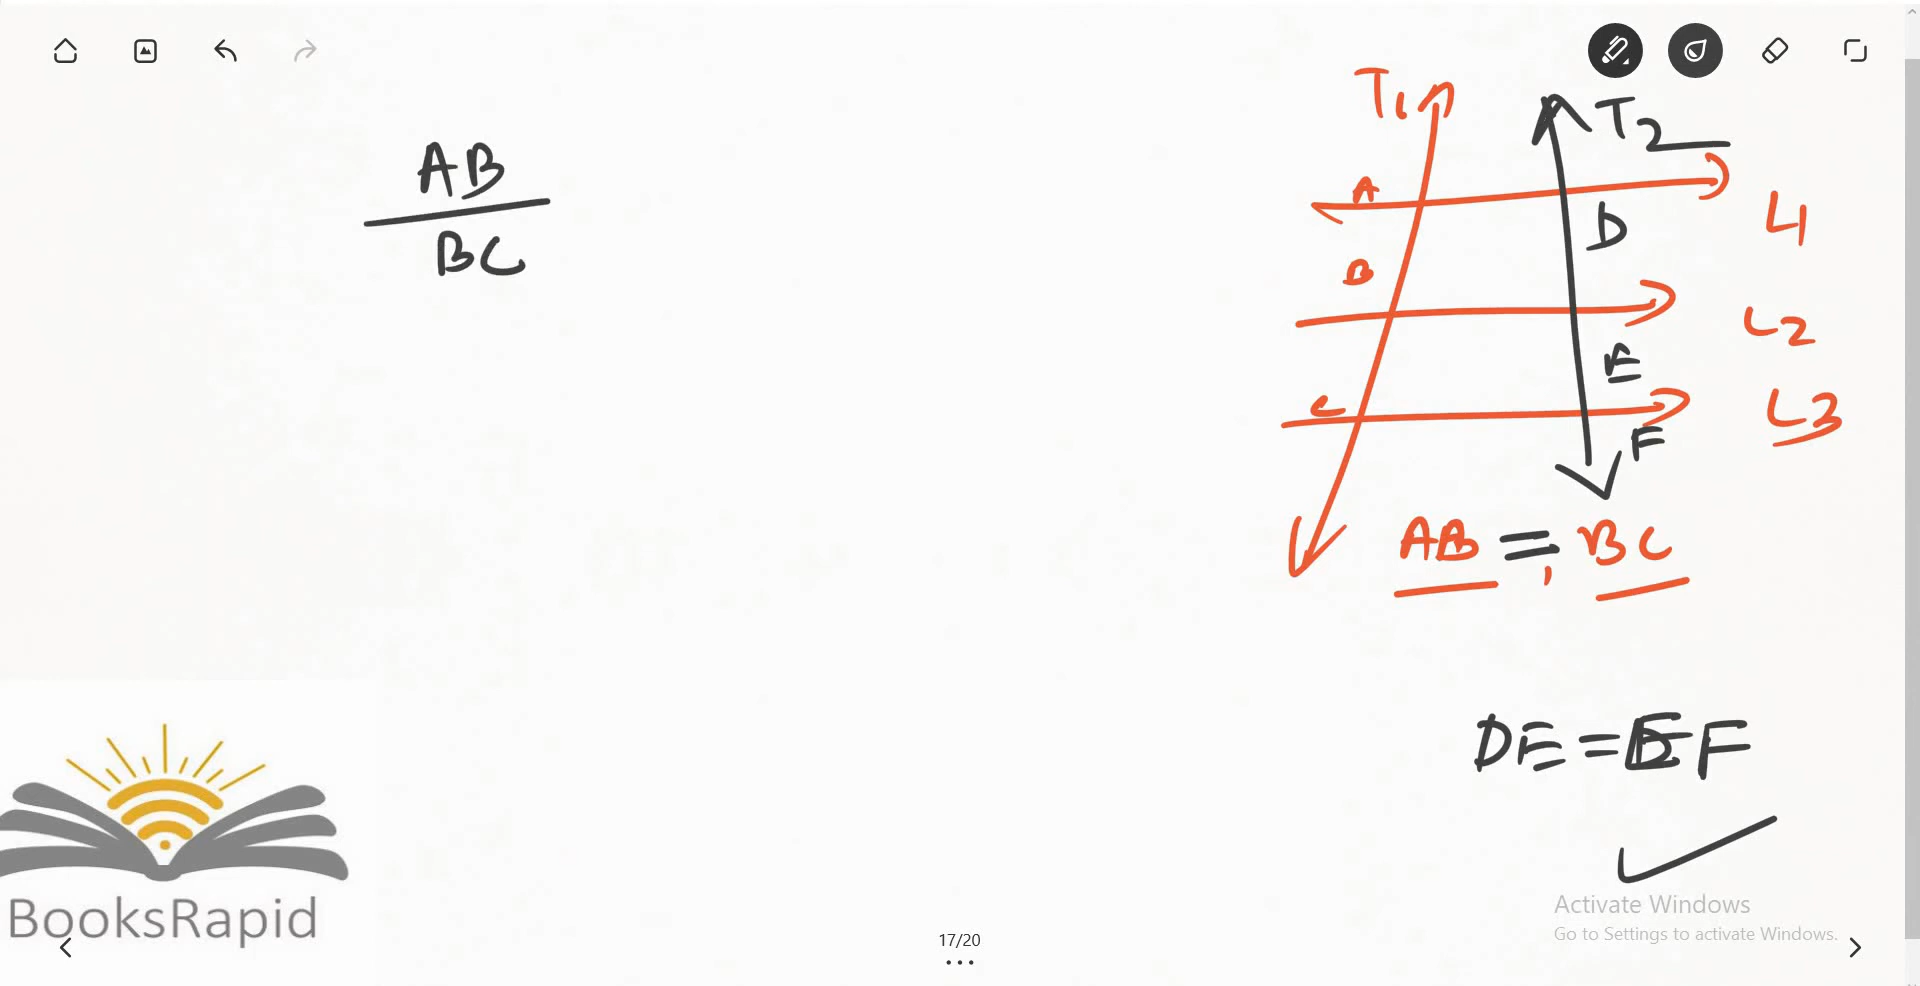 AB
BC
T1
T2
A
D
L1
B
L2
E
C
L3
F
AB = BC
DE = EF
BooksRapid
17/20
Activate Windows
Go to Settings to activate Windows.